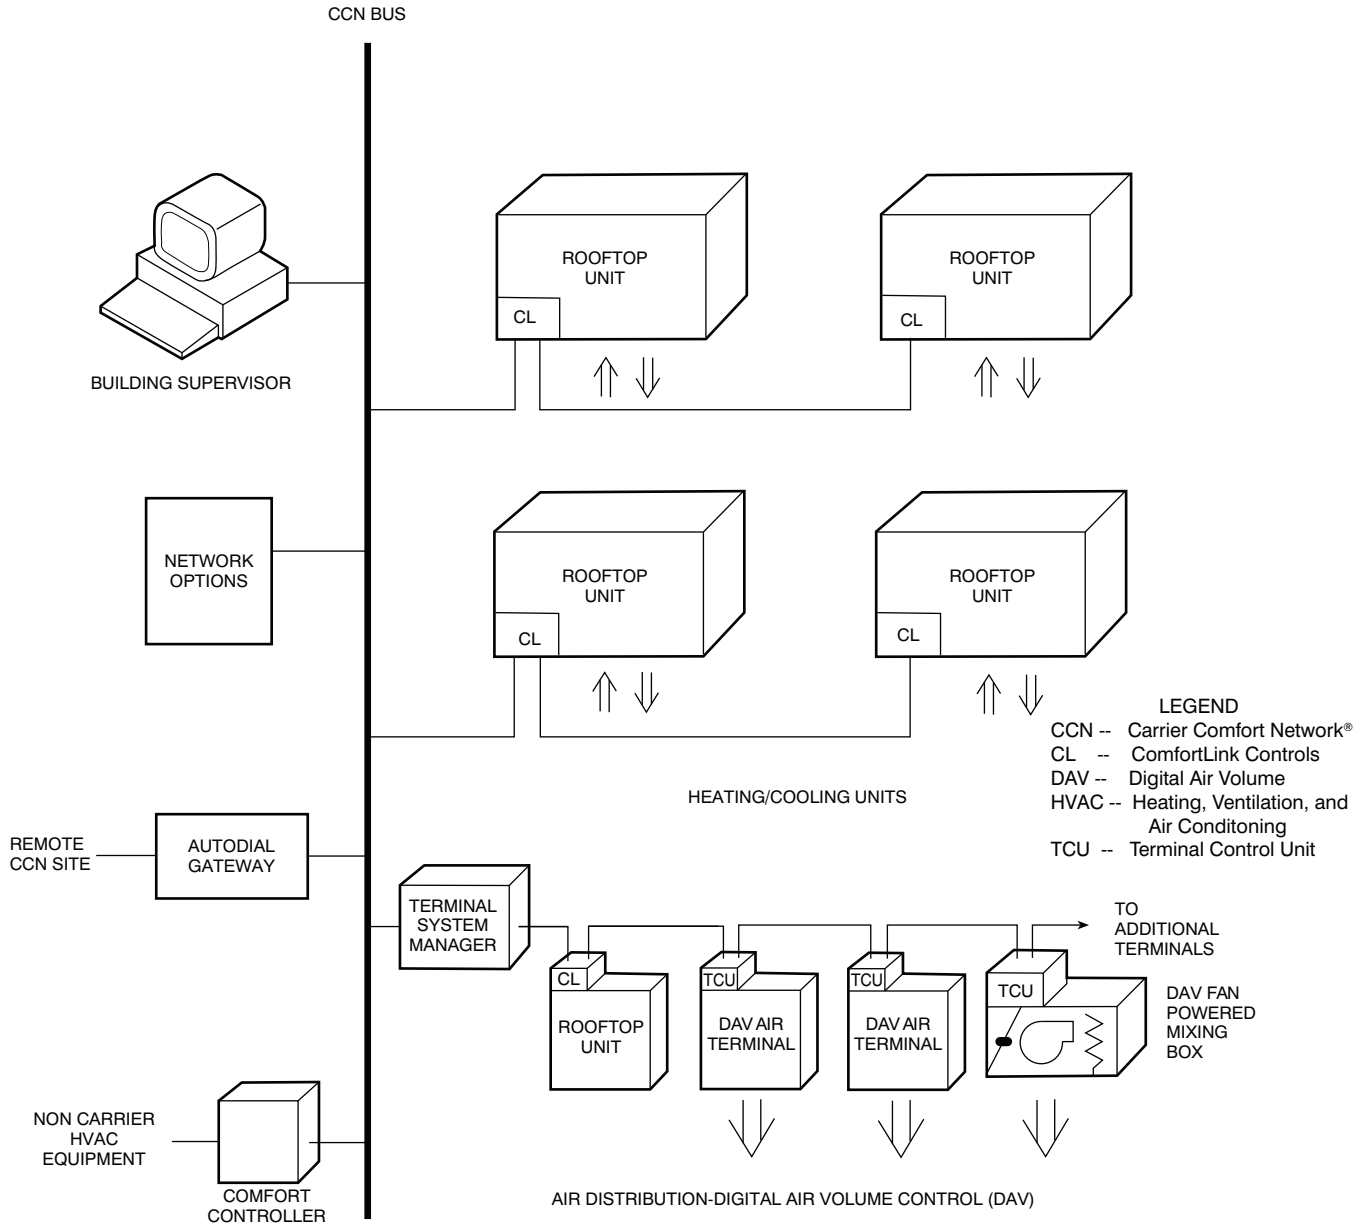 CCN BUS
ROOFTOP
UNIT
CL
ROOFTOP
UNIT
CL
BUILDING SUPERVISOR
NETWORK
OPTIONS
ROOFTOP
UNIT
CL
ROOFTOP
UNIT
CL
LEGEND
CCN -- Carrier Comfort Network®
CL -- ComfortLink Controls
DAV -- Digital Air Volume
HVAC -- Heating, Ventilation, and
Air Conditoning
TCU -- Terminal Control Unit
HEATING/COOLING UNITS
REMOTE
CCN SITE
AUTODIAL
GATEWAY
TERMINAL
SYSTEM
MANAGER
CL
ROOFTOP
UNIT
TCU
DAV AIR
TERMINAL
TCU
DAV AIR
TERMINAL
TCU
TO
ADDITIONAL
TERMINALS
DAV FAN
POWERED
MIXING
BOX
NON CARRIER
HVAC
EQUIPMENT
COMFORT
CONTROLLER
AIR DISTRIBUTION-DIGITAL AIR VOLUME CONTROL (DAV)